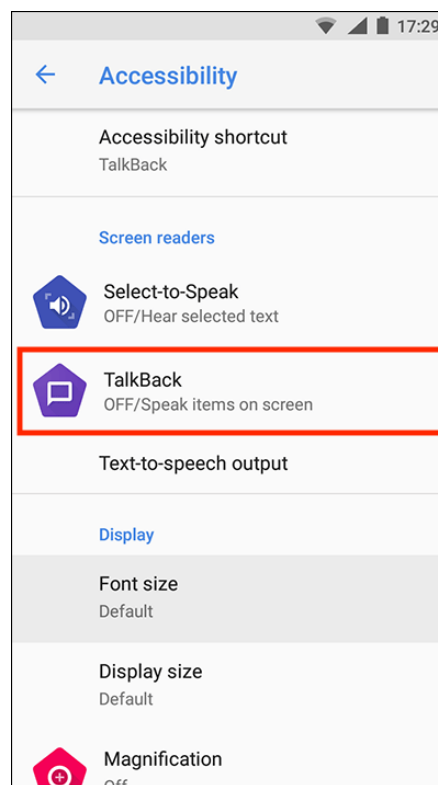 17:29
Accessibility
Accessibility shortcut
TalkBack
Screen readers
Select-to-Speak
OFF/Hear selected text
TalkBack
OFF/Speak items on screen
Text-to-speech output
Display
Font size
Default
Display size
Default
Magnification
Off